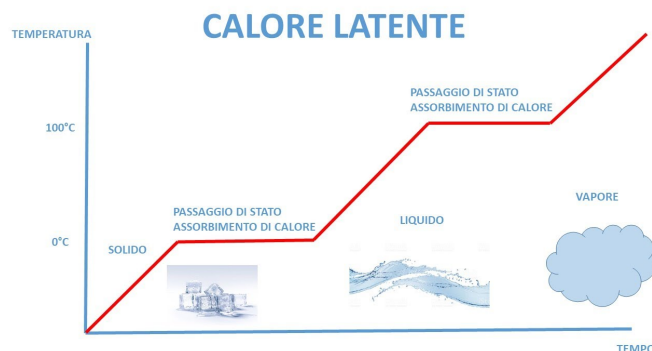 CALORE LATENTE
TEMPERATURA
PASSAGGIO DI STATO
ASSORBIMENTO DI CALORE
100°C
VAPORE
PASSAGGIO DI STATO
ASSORBIMENTO DI CALORE
LIQUIDO
0°C
SOLIDO
TEMPO